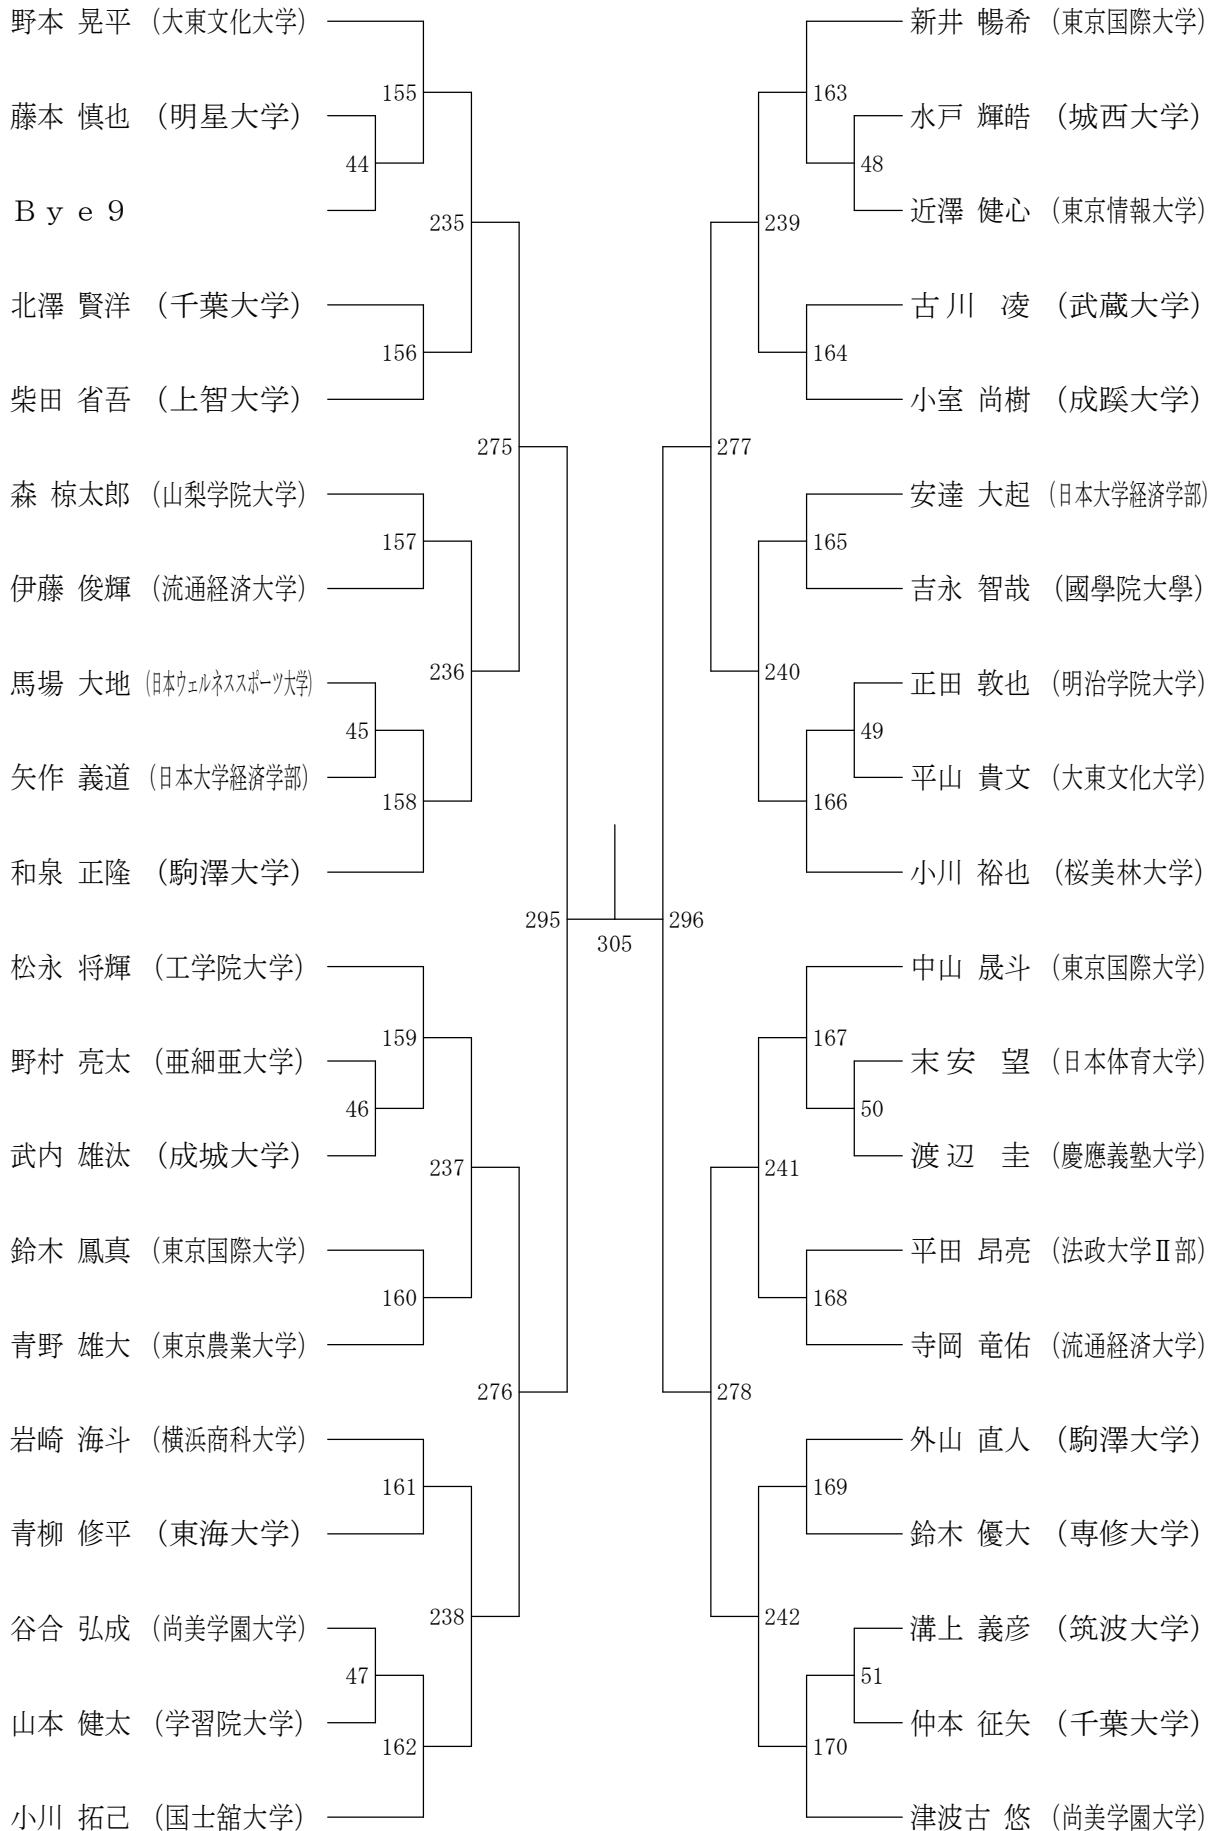 野本 晃平 (大東文化大学)
155
藤本 慎也 (明星大学)
44
Ｂｙｅ９
235
北澤 賢洋 (千葉大学)
156
柴田 省吾 (上智大学)
275
森 椋太郎 (山梨学院大学)
157
伊藤 俊輝 (流通経済大学)
236
馬場 大地 (日本ウェルネススポーツ大学)
45
矢作 義道 (日本大学経済学部)
158
和泉 正隆 (駒澤大学)
295
松永 将輝 (工学院大学)
159
野村 亮太 (亜細亜大学)
46
武内 雄汰 (成城大学)
237
鈴木 鳳真 (東京国際大学)
160
青野 雄大 (東京農業大学)
276
岩崎 海斗 (横浜商科大学)
161
青柳 修平 (東海大学)
238
谷合 弘成 (尚美学園大学)
47
山本 健太 (学習院大学)
162
小川 拓己 (国士舘大学)
305
新井 暢希 (東京国際大学)
163
水戸 輝皓 (城西大学)
48
近澤 健心 (東京情報大学)
239
古川 凌 (武蔵大学)
164
小室 尚樹 (成蹊大学)
277
安達 大起 (日本大学経済学部)
165
吉永 智哉 (國學院大學)
240
正田 敦也 (明治学院大学)
49
平山 貴文 (大東文化大学)
166
小川 裕也 (桜美林大学)
296
中山 晟斗 (東京国際大学)
167
末安 望 (日本体育大学)
50
渡辺 圭 (慶應義塾大学)
241
平田 昂亮 (法政大学Ⅱ部)
168
寺岡 竜佑 (流通経済大学)
278
外山 直人 (駒澤大学)
169
鈴木 優大 (専修大学)
242
溝上 義彦 (筑波大学)
51
仲本 征矢 (千葉大学)
170
津波古 悠 (尚美学園大学)